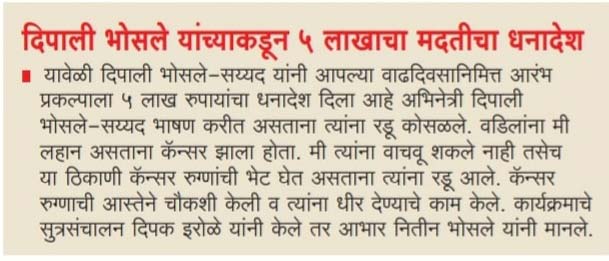 दिपाली भोसले यांच्याकडून ५ लाखाचा मदतीचा धनादेश
यावेळी दिपाली भोसले-सय्यद यांनी आपल्या वाढदिवसानिमित्त आरंभ
प्रकल्पाला ५ लाख रुपायांचा धनादेश दिला आहे अभिनेत्री दिपाली
भोसले-सय्यद भाषण करीत असताना त्यांना रडू कोसळले. वडिलांना मी
लहान असताना कॅन्सर झाला होता. मी त्यांना वाचवू शकले नाही तसेच
या ठिकाणी कॅन्सर रुग्णांची भेट घेत असताना त्यांना रडू आले. कॅन्सर
रुग्णाची आस्तेने चौकशी केली व त्यांना धीर देण्याचे काम केले. कार्यक्रमाचे
सुत्रसंचालन दिपक इरोळे यांनी केले तर आभार नितीन भोसले यांनी मानले.